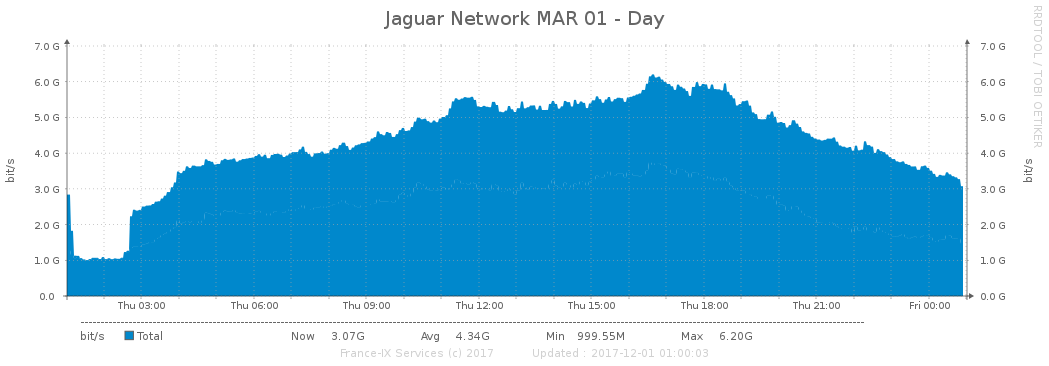 Jaguar Network MAR 01 - Day
RRDTOOL / TOBI OETIKER
7.0 G 7.0 G
6.0 G 6.0 G
5.0 G 5.0 G
4.0 G 4.0 G
bit/s bit/s
3.0 G 3.0 G
2.0 G 2.0 G
1.0 G 1.0 G
0.0 0.0 G
Thu 03:00 Thu 06:00 Thu 09:00 Thu 12:00 Thu 15:00 Thu 18:00 Thu 21:00 Fri 00:00
bit/s Total Now 3.07G Avg 4.34G Min 999.55M Max 6.20G
France-IX Services (c) 2017 Updated : 2017-12-01 01:00:03